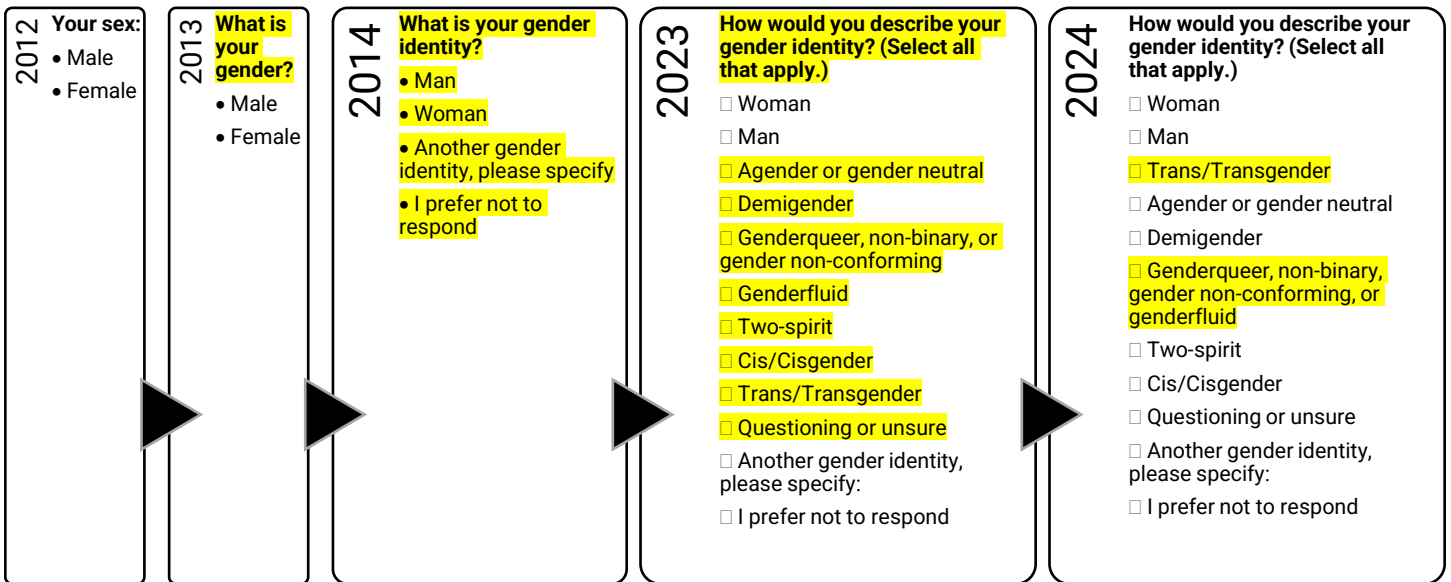 2012
Your sex:
• Male
• Female
2013
What is
your
gender?
• Male
• Female
2014
What is your gender
identity?
• Man
• Woman
• Another gender
identity, please specify
• I prefer not to
respond
2023
How would you describe your
gender identity? (Select all
that apply.)
□ Woman
□ Man
□ Agender or gender neutral
□ Demigender
□ Genderqueer, non-binary, or
gender non-conforming
□ Genderfluid
□ Two-spirit
□ Cis/Cisgender
□ Trans/Transgender
□ Questioning or unsure
□ Another gender identity,
please specify:
□ I prefer not to respond
2024
How would you describe your
gender identity? (Select all
that apply.)
□ Woman
□ Man
□ Trans/Transgender
□ Agender or gender neutral
□ Demigender
□ Genderqueer, non-binary,
gender non-conforming, or
genderfluid
□ Two-spirit
□ Cis/Cisgender
□ Questioning or unsure
□ Another gender identity,
please specify:
□ I prefer not to respond